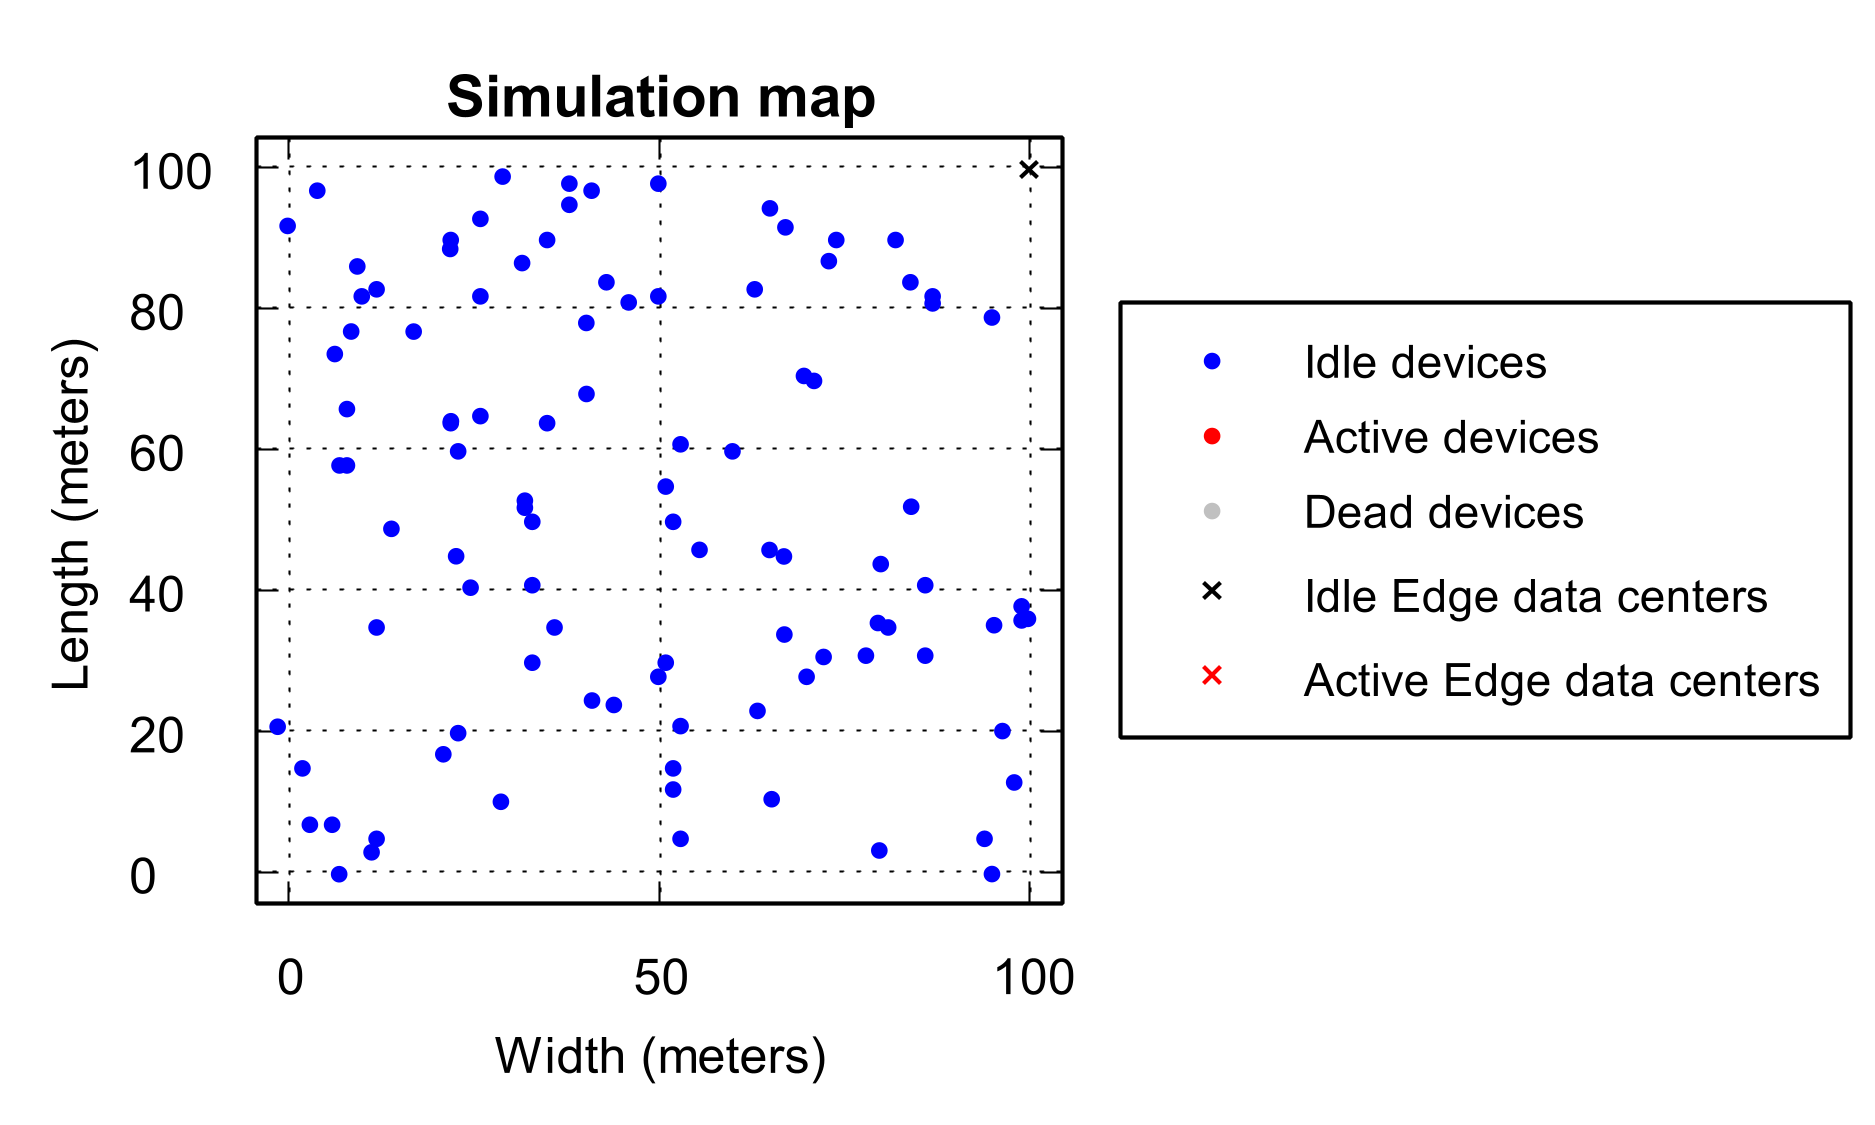 Simulation map
100
80
60
40
20
0
Length (meters)
0 50 100
Width (meters)
Idle devices
Active devices
Dead devices
Idle Edge data centers
Active Edge data centers